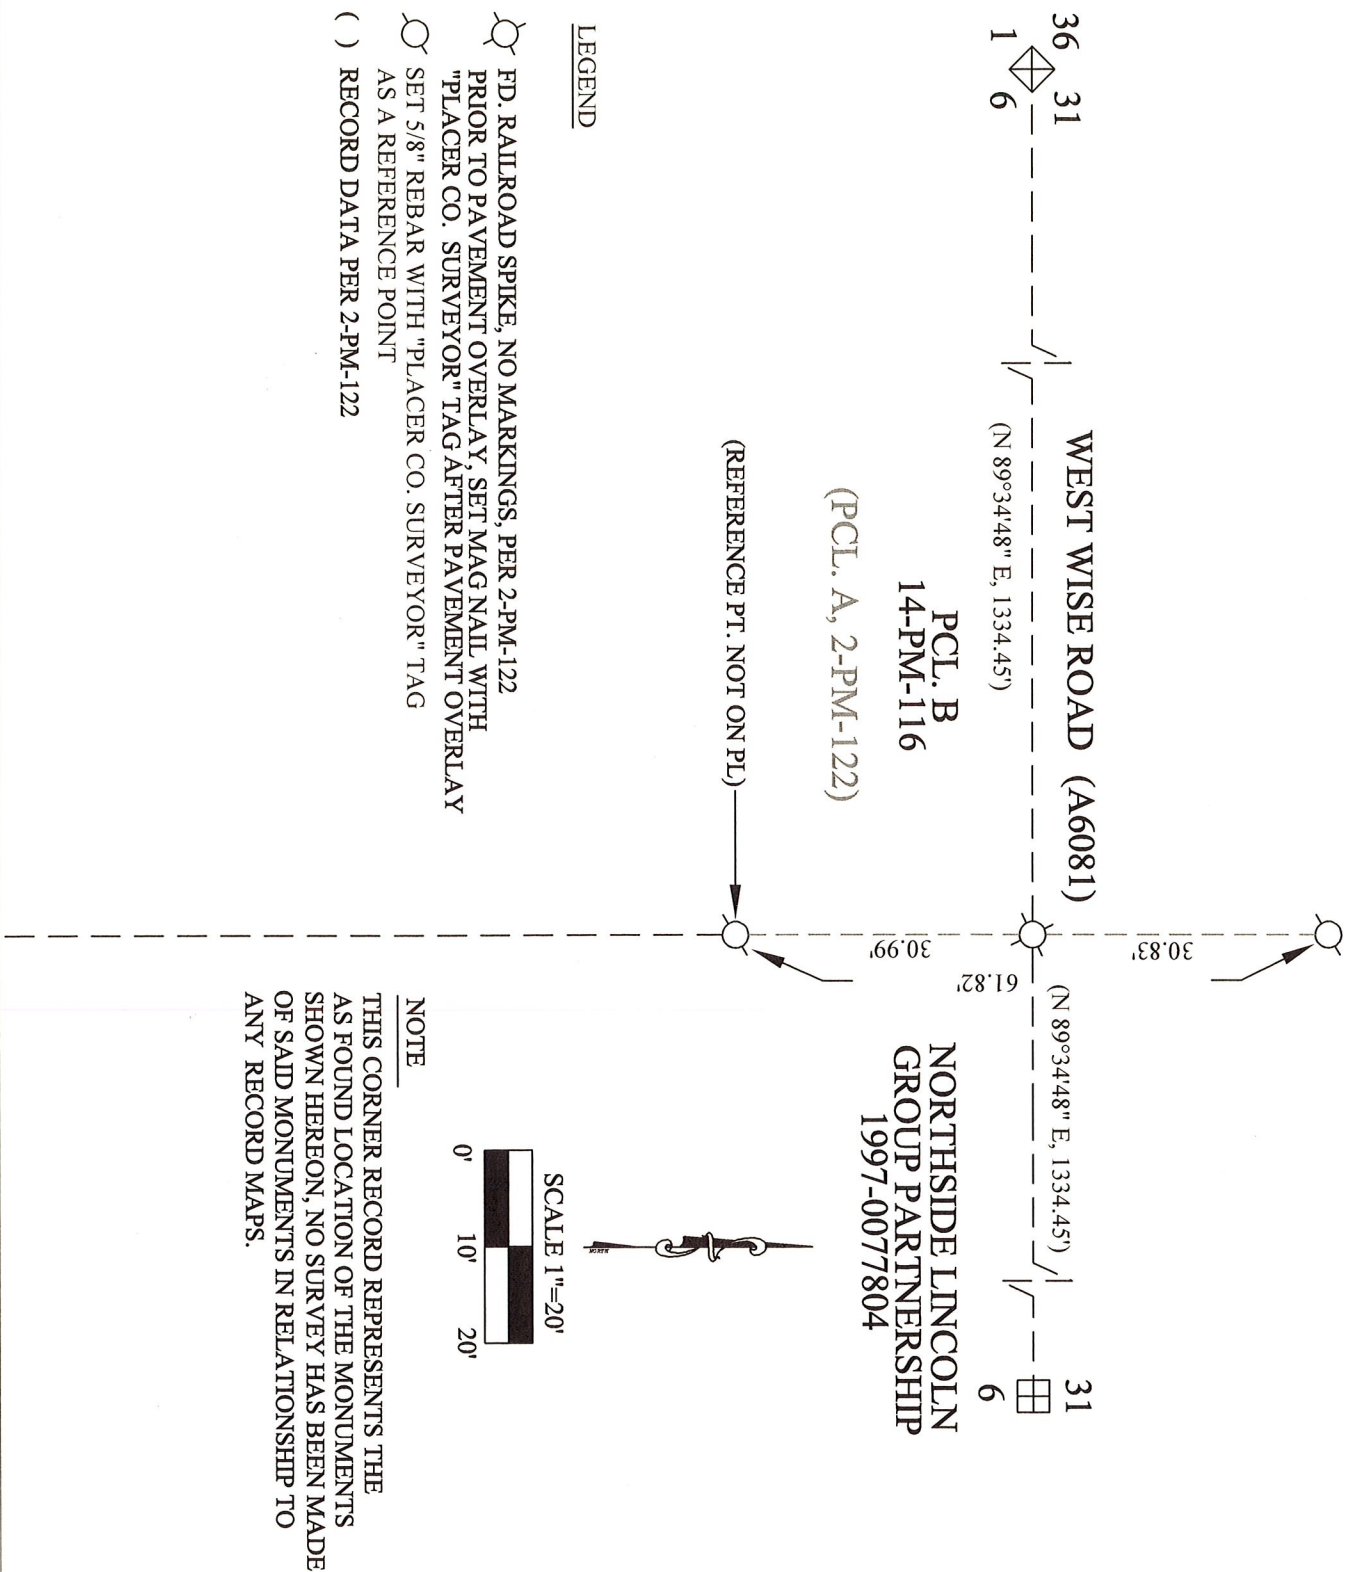 36
31
1
6
WEST WISE ROAD (A6081)
(N 89°34'48" E, 1334.45')
(N 89°34'48" E, 1334.45')
31
6
30.83'
61.82'
30.99'
PCL. B
14-PM-116
(PCL. A, 2-PM-122)
(REFERENCE PT. NOT ON PL)
NORTHSIDE LINCOLN
GROUP PARTNERSHIP
1997-0077804
NORTH
SCALE 1"=20'
0'
10'
20'
LEGEND
FD. RAILROAD SPIKE, NO MARKINGS, PER 2-PM-122
PRIOR TO PAVEMENT OVERLAY, SET MAG NAIL WITH
"PLACER CO. SURVEYOR" TAG AFTER PAVEMENT OVERLAY
SET 5/8" REBAR WITH "PLACER CO. SURVEYOR" TAG
AS A REFERENCE POINT
( ) RECORD DATA PER 2-PM-122
NOTE
THIS CORNER RECORD REPRESENTS THE
AS FOUND LOCATION OF THE MONUMENTS
SHOWN HEREON, NO SURVEY HAS BEEN MADE
OF SAID MONUMENTS IN RELATIONSHIP TO
ANY RECORD MAPS.